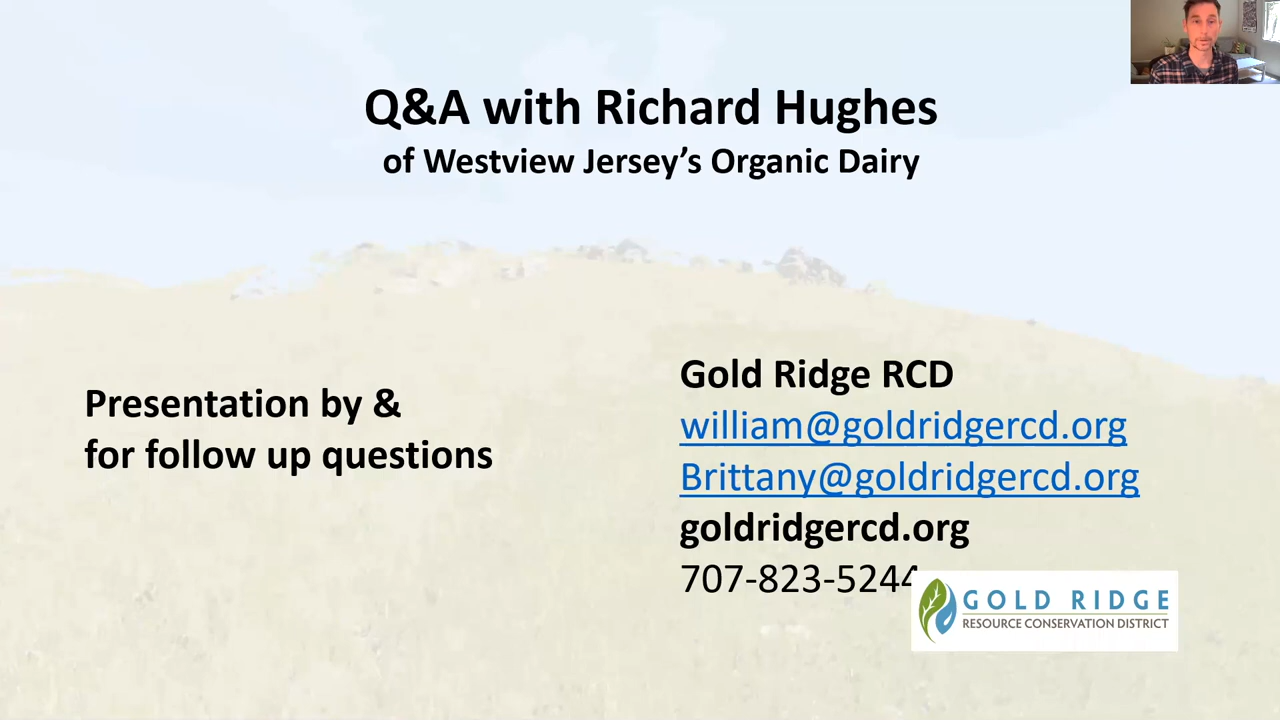 Q&A with Richard Hughes
of Westview Jersey’s Organic Dairy
Presentation by &
for follow up questions
Gold Ridge RCD
william@goldridgercd.org
Brittany@goldridgercd.org
goldridgercd.org
707-823-5244
GOLD RIDGE
RESOURCE CONSERVATION DISTRICT